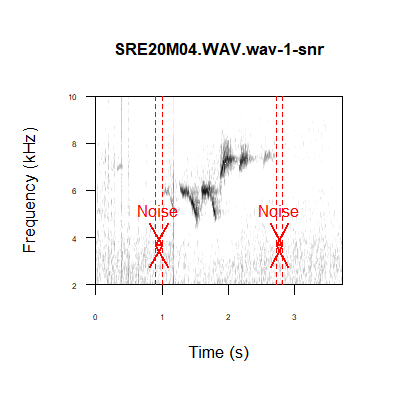 SRE20M04.WAV.wav-1-snr
Frequency (kHz)
10
8
6
4
2
Noise Noise
0 1 2 3
Time (s)